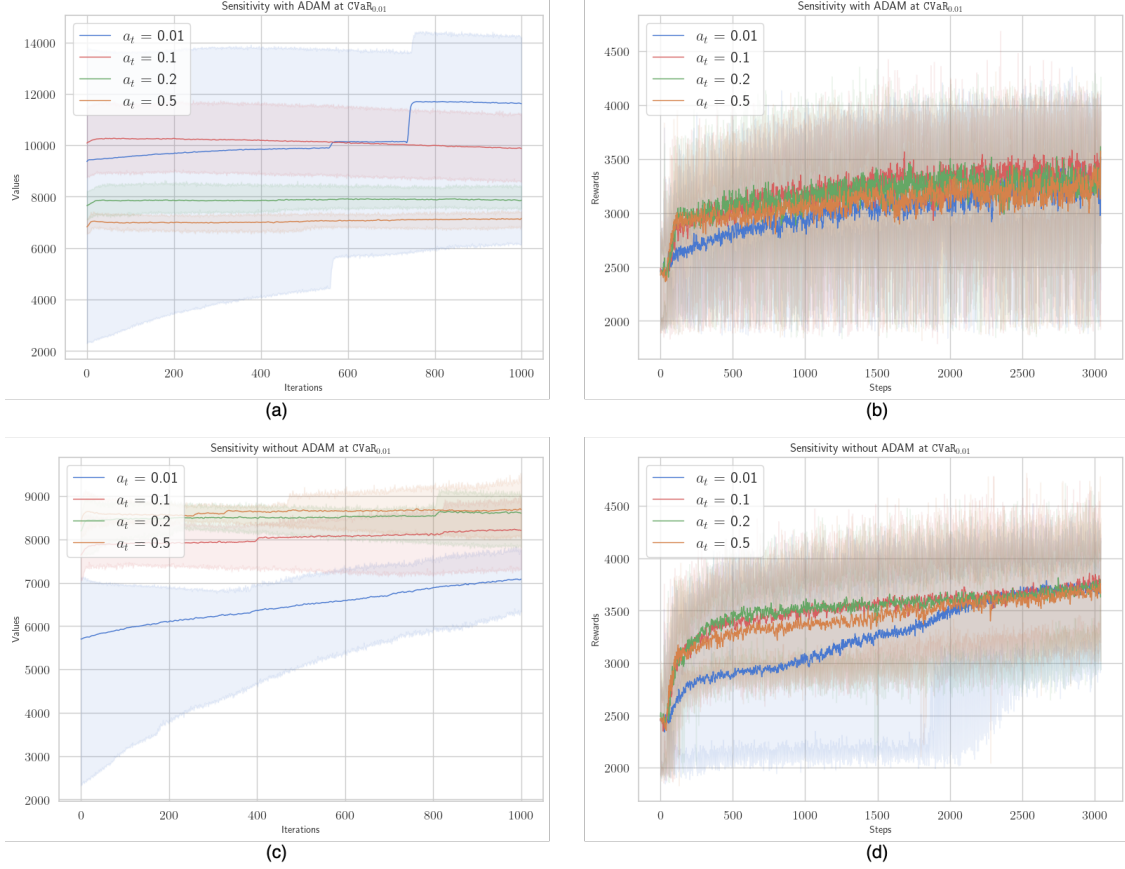 Sensitivity with ADAM at CVaR0.01
Values
14000
12000
10000
8000
6000
4000
2000
a_t = 0.01
a_t = 0.1
a_t = 0.2
a_t = 0.5
0 200 400 600 800 1000
Iterations
(a)
Sensitivity with ADAM at CVaR0.01
Rewards
4500
4000
3500
3000
2500
2000
a_t = 0.01
a_t = 0.1
a_t = 0.2
a_t = 0.5
0 500 1000 1500 2000 2500 3000
Steps
(b)
Sensitivity without ADAM at CVaR0.01
Values
9000
8000
7000
6000
5000
4000
3000
2000
a_t = 0.01
a_t = 0.1
a_t = 0.2
a_t = 0.5
0 200 400 600 800 1000
Iterations
(c)
Sensitivity without ADAM at CVaR0.01
Rewards
4500
4000
3500
3000
2500
2000
a_t = 0.01
a_t = 0.1
a_t = 0.2
a_t = 0.5
0 500 1000 1500 2000 2500 3000
Steps
(d)